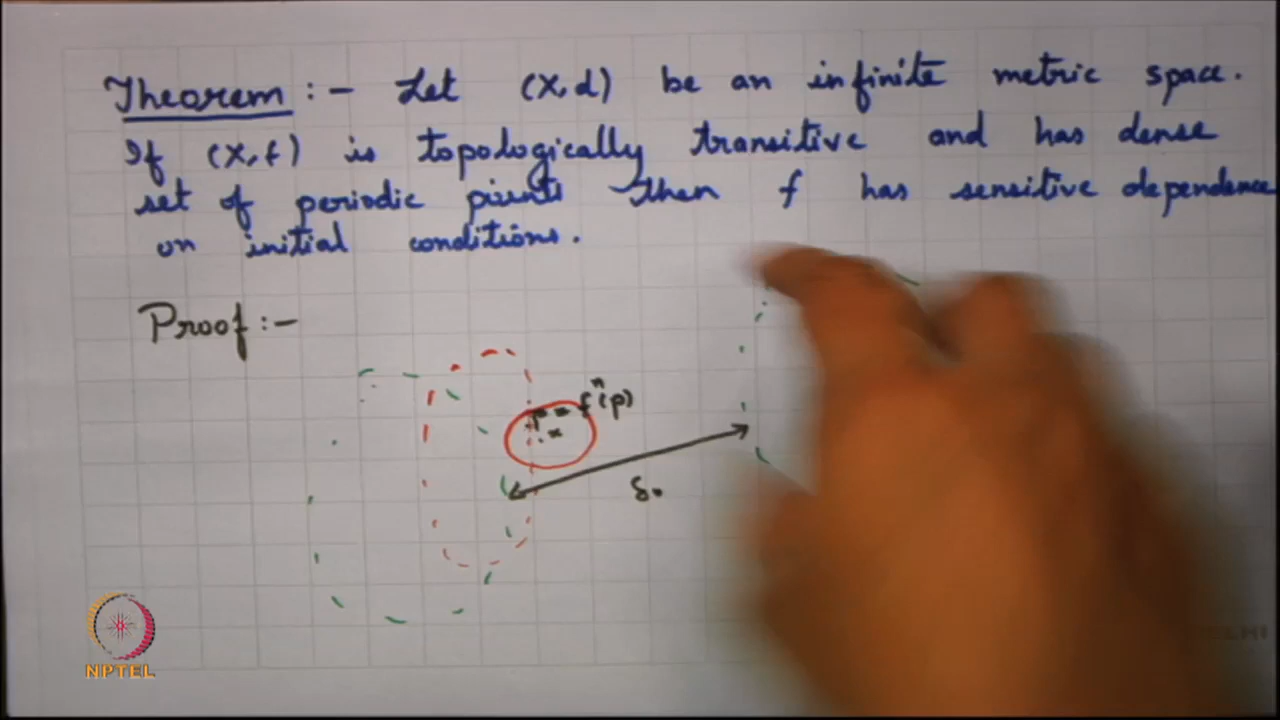 Theorem :- Let (X,d) be an infinite metric space.
If (X,f) is topologically transitive and has dense
set of periodic points then f has sensitive dependence
on initial conditions.
Proof :-
p = fⁿ(p)
x
δ₀
NPTEL